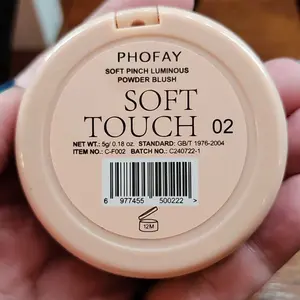 PHOFAY
SOFT PINCH LUMINOUS
POWDER BLUSH
SOFT
TOUCH 02
NET WT.: 5g/ 0.18 oz. STANDARD: GB/T 1976-2004
ITEM NO.: C-F002 BATCH NO.: C240722-1
6 977455 500222 >
12M